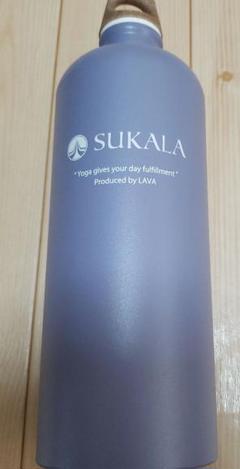 SUKALA
"Yoga gives your day fulfillment"
Produced by LAVA